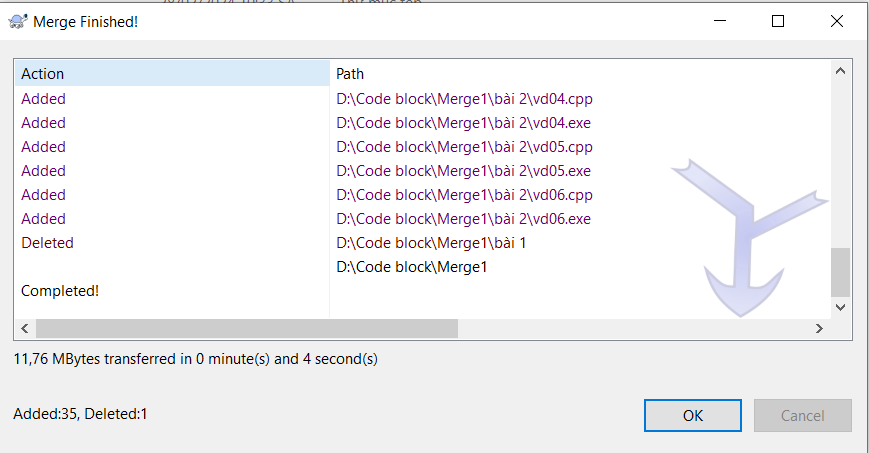 Merge Finished!
Action Path
Added D:\Code block\Merge1\bài 2\vd04.cpp
Added D:\Code block\Merge1\bài 2\vd04.exe
Added D:\Code block\Merge1\bài 2\vd05.cpp
Added D:\Code block\Merge1\bài 2\vd05.exe
Added D:\Code block\Merge1\bài 2\vd06.cpp
Added D:\Code block\Merge1\bài 2\vd06.exe
Deleted D:\Code block\Merge1\bài 1
D:\Code block\Merge1
Completed!
11,76 MBytes transferred in 0 minute(s) and 4 second(s)
Added:35, Deleted:1
OK Cancel